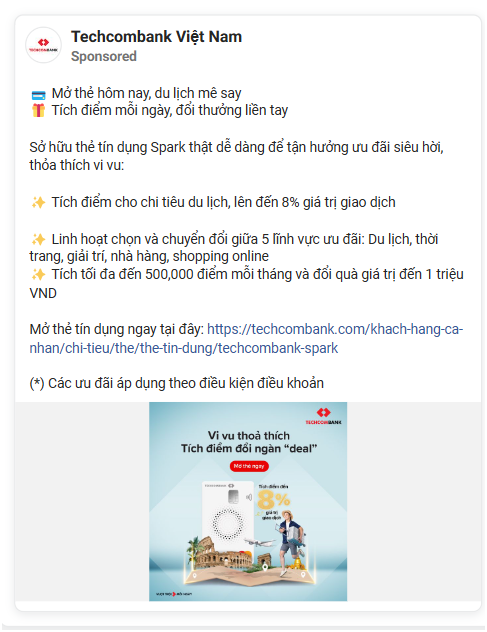 Techcombank Việt Nam
Sponsored
TECHCOMBANK
Mở thẻ hôm nay, du lịch mê say
Tích điểm mỗi ngày, đổi thưởng liền tay
Sở hữu thẻ tín dụng Spark thật dễ dàng để tận hưởng ưu đãi siêu hời,
thỏa thích vi vu:
Tích điểm cho chi tiêu du lịch, lên đến 8% giá trị giao dịch
Linh hoạt chọn và chuyển đổi giữa 5 lĩnh vực ưu đãi: Du lịch, thời
trang, giải trí, nhà hàng, shopping online
Tích tối đa đến 500,000 điểm mỗi tháng và đổi quà giá trị đến 1 triệu
VND
Mở thẻ tín dụng ngay tại đây: https://techcombank.com/khach-hang-ca-
nhan/chi-tieu/the/the-tin-dung/techcombank-spark
(*) Các ưu đãi áp dụng theo điều kiện điều khoản
TECHCOMBANK
Vi vu thoả thích
Tích điểm đổi ngàn “deal”
Mở thẻ ngay
TECHCOMBANK
Tích điểm đến
8%
giá trị
giao dịch
VƯỢT TRỘI MỖI NGÀY